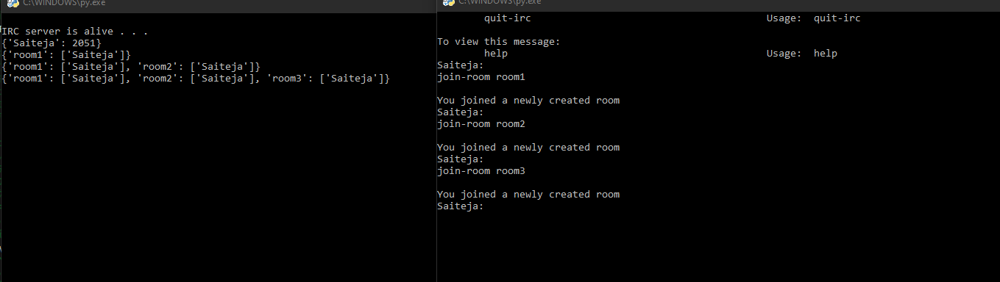 C:\WINDOWS\py.exe
IRC server is alive . . .
{'Saiteja': 2051}
{'room1': ['Saiteja']}
{'room1': ['Saiteja'], 'room2': ['Saiteja']}
{'room1': ['Saiteja'], 'room2': ['Saiteja'], 'room3': ['Saiteja']}
C:\WINDOWS\py.exe
quit-irc Usage: quit-irc
To view this message:
help Usage: help
Saiteja:
join-room room1
You joined a newly created room
Saiteja:
join-room room2
You joined a newly created room
Saiteja:
join-room room3
You joined a newly created room
Saiteja: